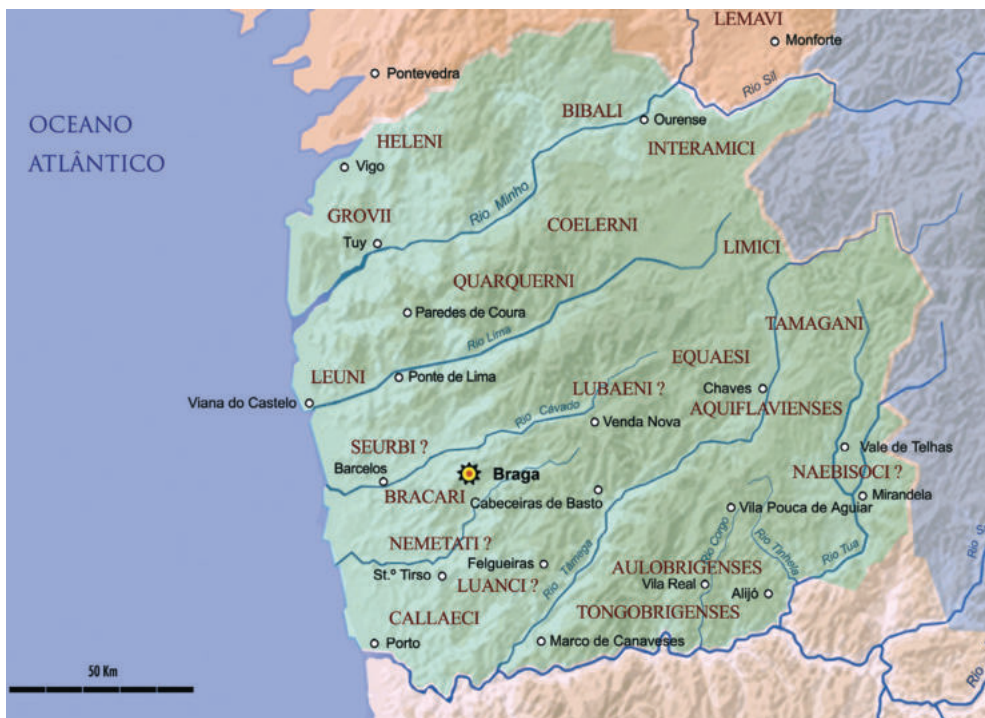 LEMAVI
Monforte
Pontevedra
Rio Sil
OCEANO
ATLÂNTICO
BIBALI
Ourense
HELENI
INTERAMICI
Vigo
Rio Minho
GROVII
COELERNI
Tuy
LIMICI
QUARQUERNI
Paredes de Coura
TAMAGANI
Rio Lima
EQUAESI
LEUNI
Ponte de Lima
LUBAENI ?
Chaves
Viana do Castelo
AQUIFLAVIENSES
Rio Cávado
Venda Nova
SEURBI ?
Vale de Telhas
Barcelos
Braga
NAEBISOCI ?
BRACARI
Cabeceiras de Basto
Mirandela
Vila Pouca de Aguiar
Rio Corgo
Rio Tinhela
Rio Tua
NEMETATI ?
Felgueiras
Rio Tâmega
AULOBRIGENSES
St.º Tirso
LUANCI ?
Vila Real
Alijó
CALLAECI
TONGOBRIGENSES
Porto
Marco de Canaveses
50 Km
Rio